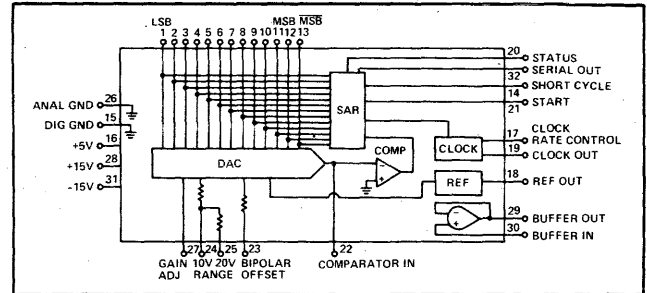 LSB MSB MSB
1 2 3 4 5 6 7 8 9 10 11 12 13
20 STATUS
SERIAL OUT
32 SHORT CYCLE
14 START
21
ANAL GND 26
DIG GND 15
+5V 16
+15V 28
-15V 31
SAR
COMP
DAC
CLOCK
REF
17 CLOCK
RATE CONTROL
19 CLOCK OUT
18 REF OUT
29 BUFFER OUT
30 BUFFER IN
27 24 25 23 22
GAIN 10V 20V BIPOLAR COMPARATOR IN
ADJ RANGE OFFSET